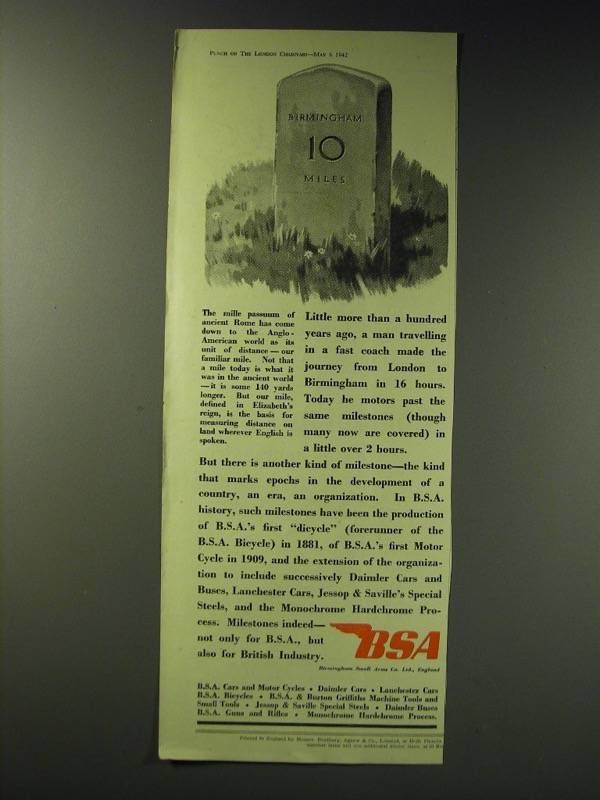 PUNCH OR THE LONDON CHARIVARI—MAY 6 1942
BIRMINGHAM
10
MILES
The mille passuum of
ancient Rome has come
down to the Anglo-
American world as its
unit of distance—our
familiar mile. Not that
a mile today is what it
was in the ancient world
—it is some 140 yards
longer. But our mile,
defined in Elizabeth's
reign, is the basis for
measuring distance on
land wherever English is
spoken.
Little more than a hundred
years ago, a man travelling
in a fast coach made the
journey from London to
Birmingham in 16 hours.
Today he motors past the
same milestones (though
many now are covered) in
a little over 2 hours.
But there is another kind of milestone—the kind
that marks epochs in the development of a
country, an era, an organization. In B.S.A.
history, such milestones have been the production
of B.S.A.'s first "dicycle" (forerunner of the
B.S.A. Bicycle) in 1881, of B.S.A.'s first Motor
Cycle in 1909, and the extension of the organiza-
tion to include successively Daimler Cars and
Buses, Lanchester Cars, Jessop & Saville's Special
Steels, and the Monochrome Hardchrome Pro-
cess. Milestones indeed—
not only for B.S.A., but
also for British Industry.
BSA
Birmingham Small Arms Co. Ltd., England
B.S.A. Cars and Motor Cycles • Daimler Cars • Lanchester Cars
B.S.A. Bicycles • B.S.A. & Burton Griffiths Machine Tools and
Small Tools • Jessop & Saville Special Steels • Daimler Buses
B.S.A. Guns and Rifles • Monochrome Hardchrome Process.
Printed in England by Messrs. Bradbury, Agnew & Co., Limited, at